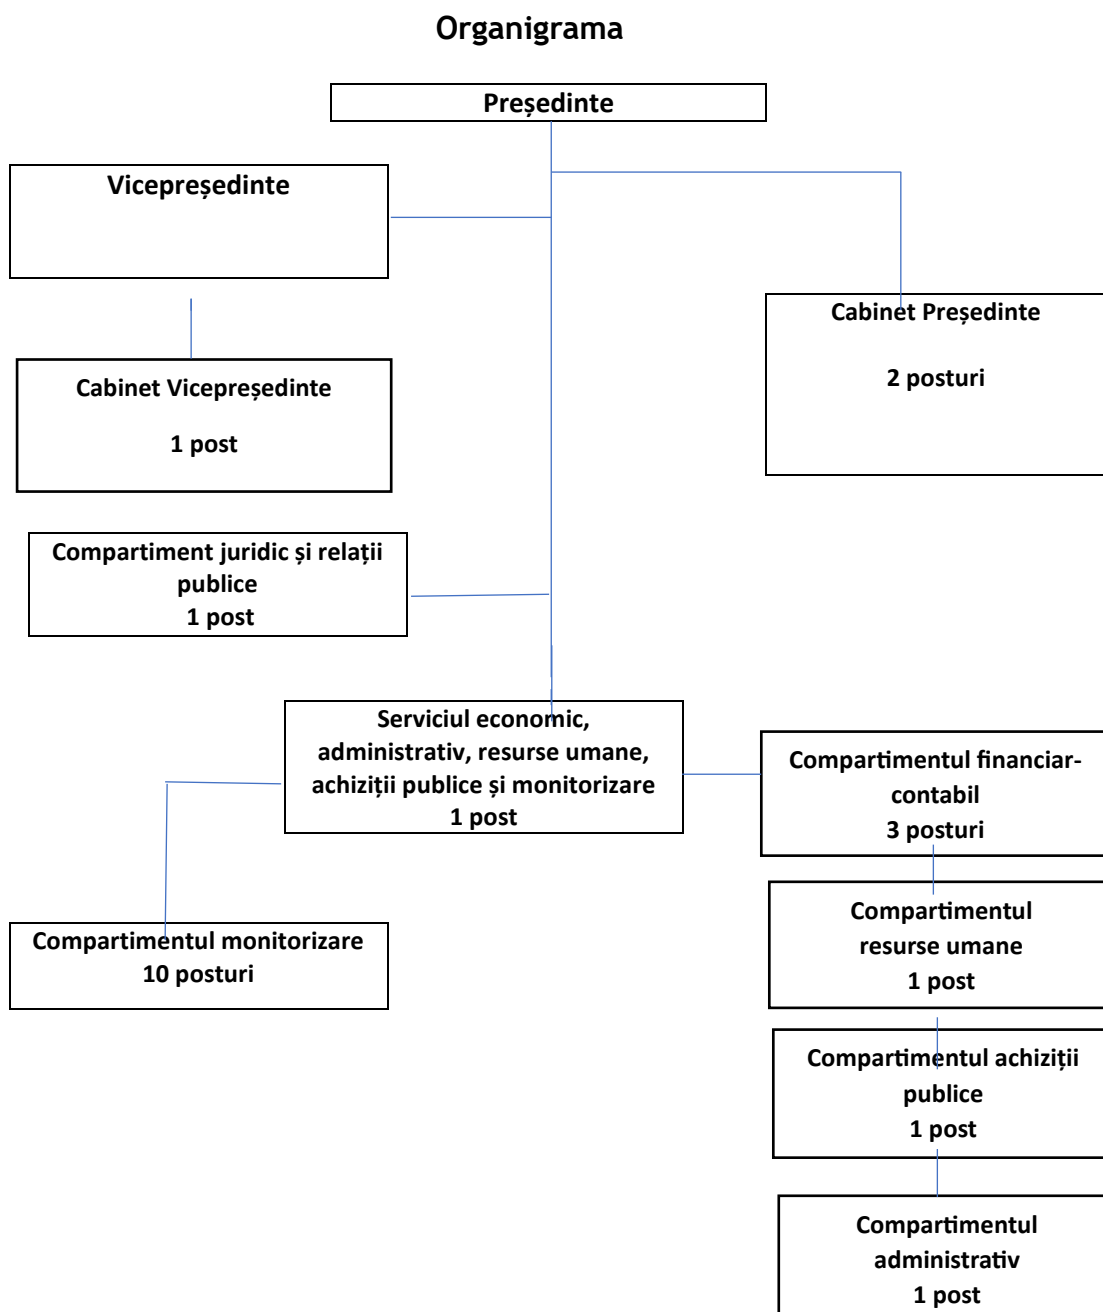 Organigrama
Președinte
Vicepreședinte
Cabinet Președinte
2 posturi
Cabinet Vicepreședinte
1 post
Compartiment juridic și relații
publice
1 post
Serviciul economic,
administrativ, resurse umane,
achiziții publice și monitorizare
1 post
Compartimentul financiar-
contabil
3 posturi
Compartimentul monitorizare
10 posturi
Compartimentul
resurse umane
1 post
Compartimentul achiziții
publice
1 post
Compartimentul
administrativ
1 post